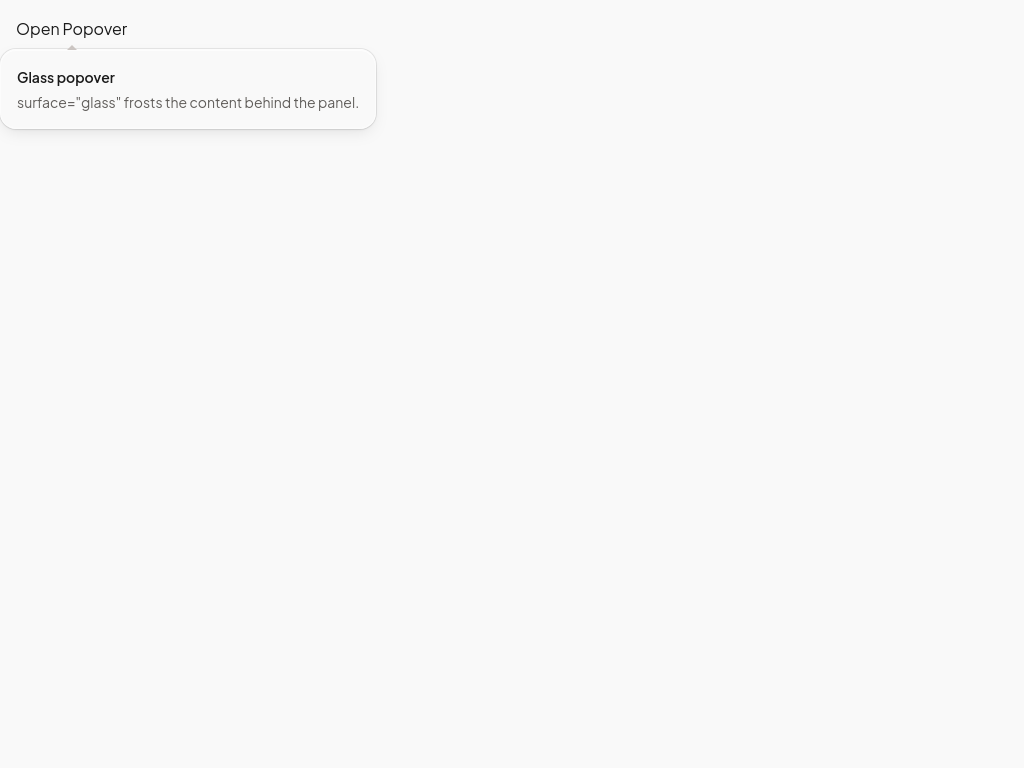 Open Popover
Glass popover
surface="glass" frosts the content behind the panel.